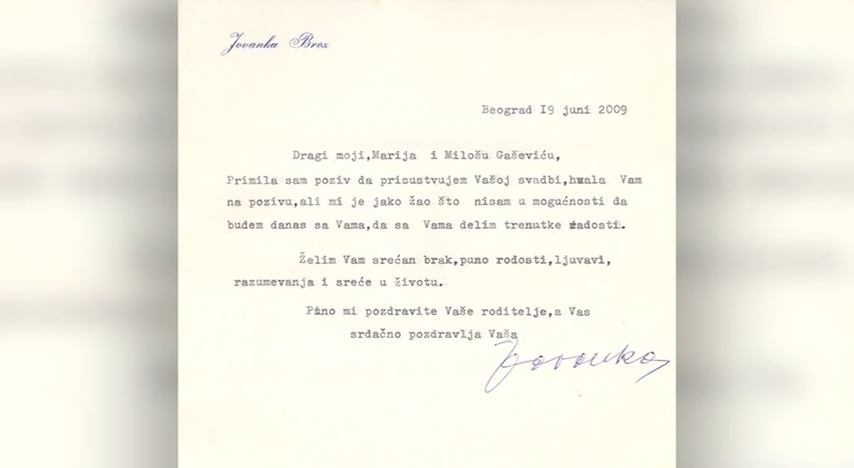 Jovanka Broz
Beograd I9 juni 2009
Dragi moji,Marija i Milošu Gaševiću,
Primila sam poziv da prisustvujem Vašoj svadbi,hvala Vam
na pozivu,ali mi je jako žao što nisam u mogućnosti da
budem danas sa Vama,da sa Vama delim trenutke radosti.
Želim Vam srećan brak,puno rodosti,ljuvavi,
razumevanja i sreće u životu.
Puno mi pozdravite Vaše roditelje,a Vas
srdačno pozdravlja Vaša
Jovanka